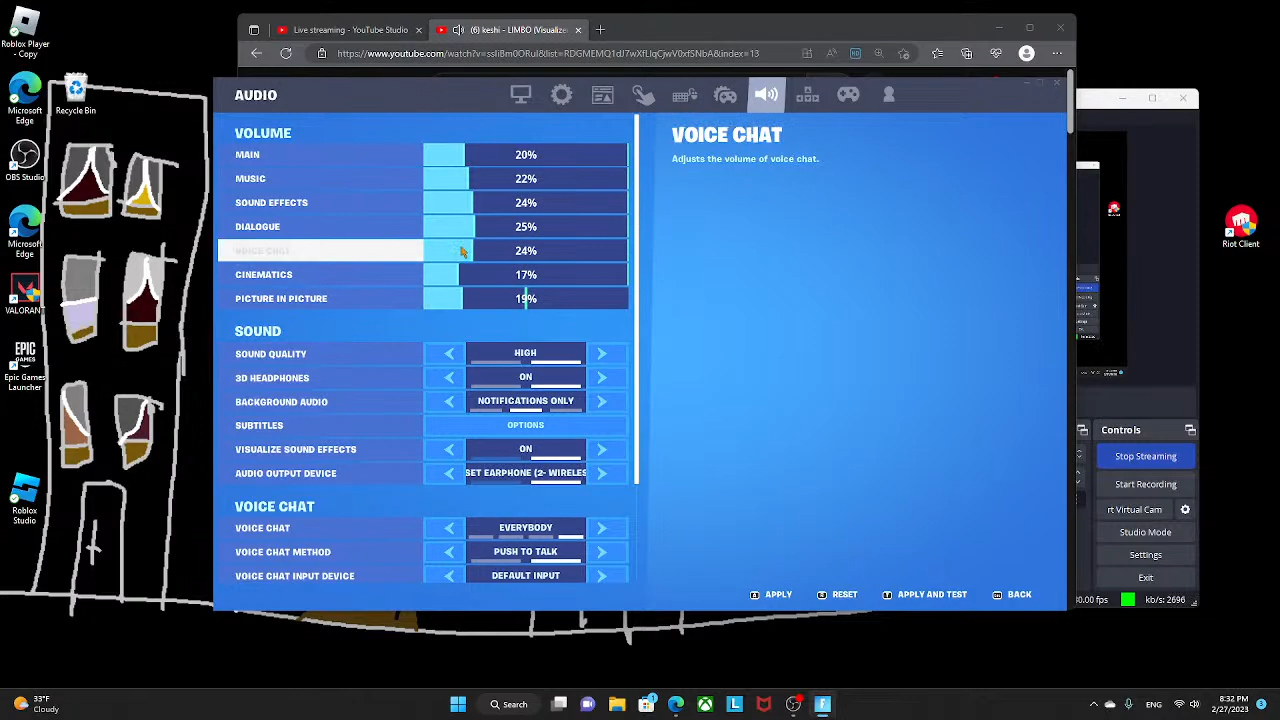 Roblox Player
- Copy
Microsoft
Edge
Recycle Bin
OBS Studio
Microsoft
Edge
VALORANT
EPIC
GAMES
Epic Games
Launcher
Roblox
Studio
Live streaming - YouTube Studio
(6) keshi - LIMBO (Visualize
https://www.youtube.com/watch?v=ssliBm00RuI&list=RDGMEMQ1dJ7wXfLlqCjwV0xfSNbA&index=13
AUDIO
VOLUME
MAIN 20%
MUSIC 22%
SOUND EFFECTS 24%
DIALOGUE 25%
VOICE CHAT 24%
CINEMATICS 17%
PICTURE IN PICTURE 19%
SOUND
SOUND QUALITY HIGH
3D HEADPHONES ON
BACKGROUND AUDIO NOTIFICATIONS ONLY
SUBTITLES OPTIONS
VISUALIZE SOUND EFFECTS ON
AUDIO OUTPUT DEVICE SET EARPHONE (2- WIRELES
VOICE CHAT
VOICE CHAT EVERYBODY
VOICE CHAT METHOD PUSH TO TALK
VOICE CHAT INPUT DEVICE DEFAULT INPUT
VOICE CHAT
Adjusts the volume of voice chat.
APPLY
RESET
APPLY AND TEST
BACK
Controls
Stop Streaming
Start Recording
rt Virtual Cam
Studio Mode
Settings
Exit
0.00 fps
kb/s: 2696
Riot Client
33°F
Cloudy
Search
ENG
8:32 PM
2/27/2023